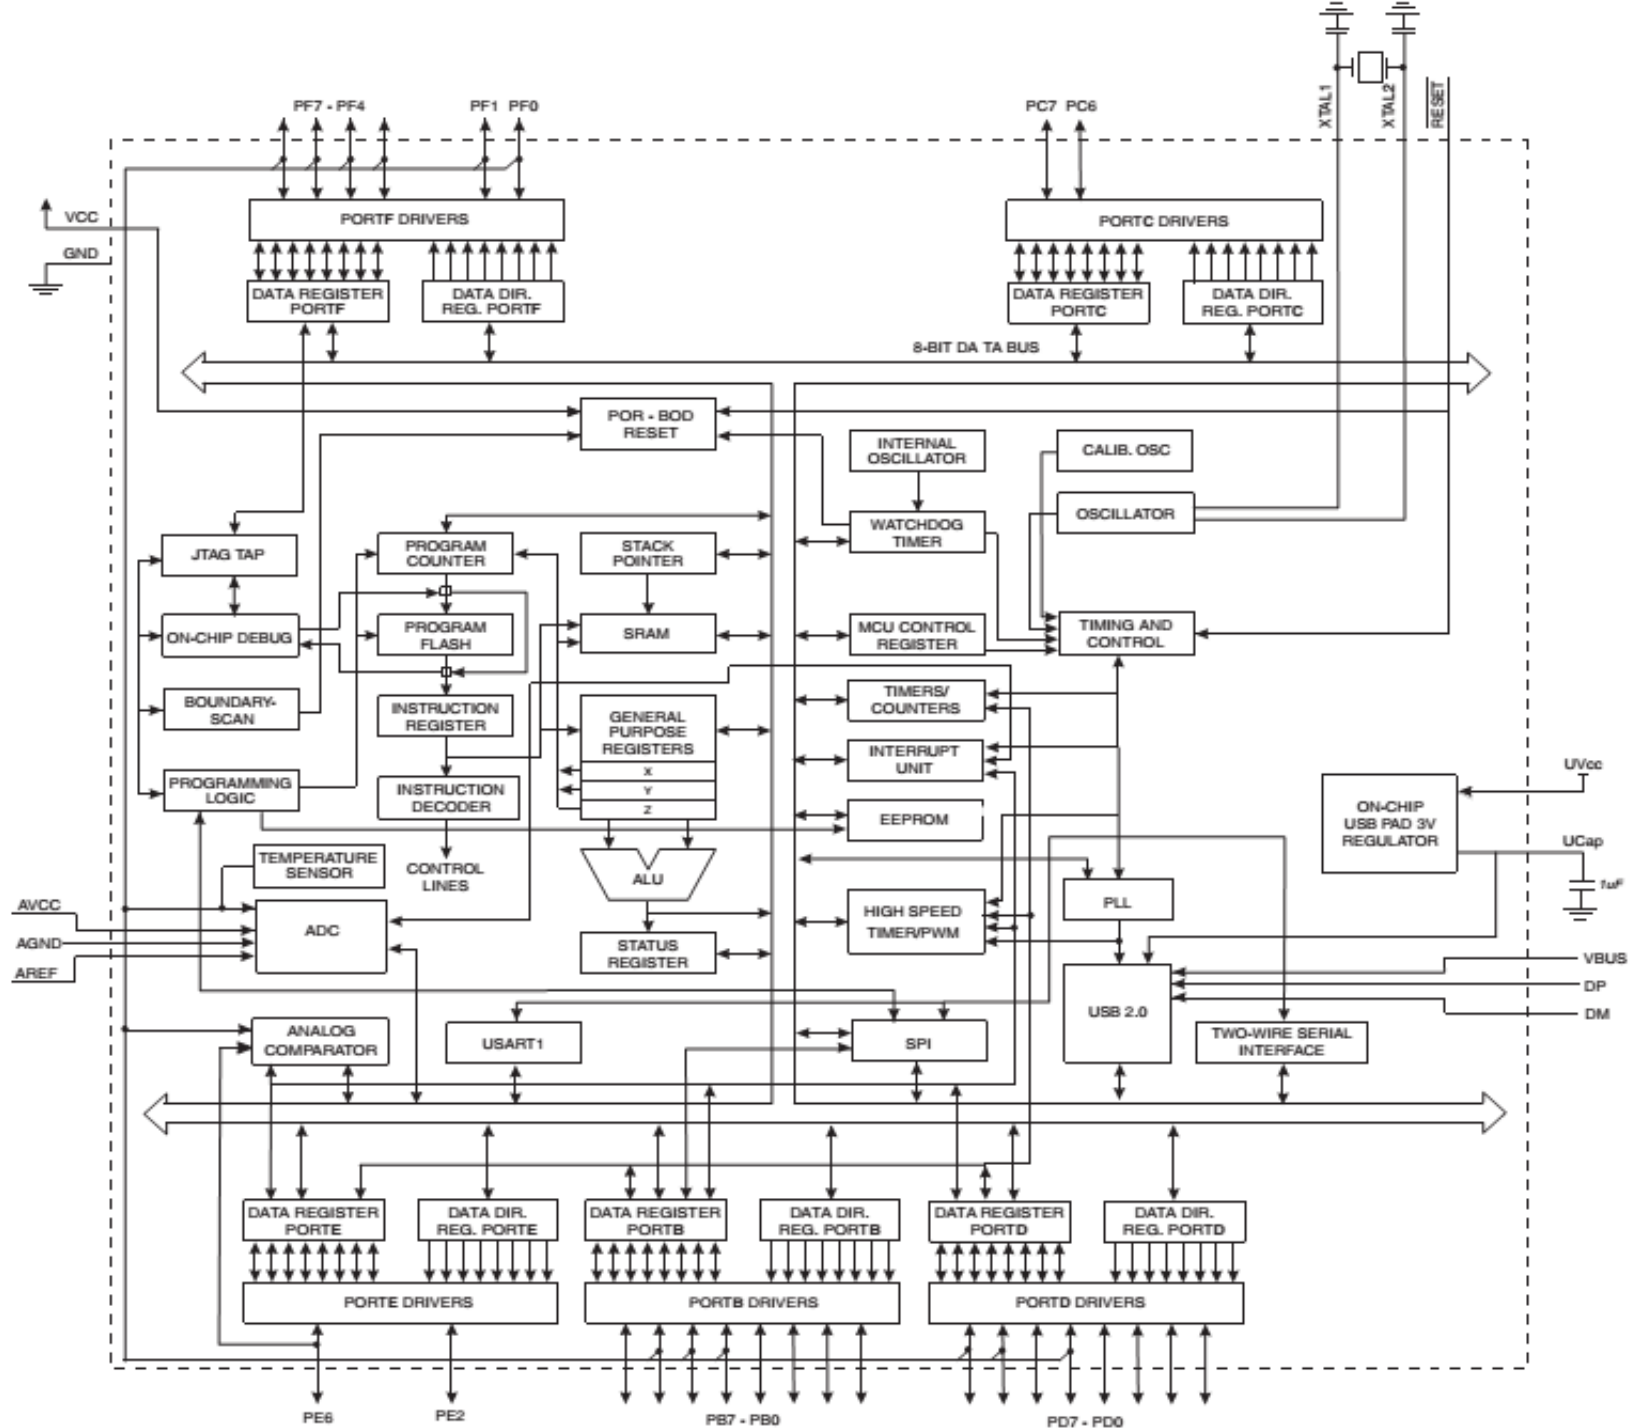 XTAL1
XTAL2
RESET
PF7 - PF4
PF1
PF0
PC7
PC6
VCC
GND
PORTF DRIVERS
PORTC DRIVERS
DATA REGISTER
PORTF
DATA DIR.
REG. PORTF
DATA REGISTER
PORTC
DATA DIR.
REG. PORTC
8-BIT DA TA BUS
POR - BOD
RESET
INTERNAL
OSCILLATOR
CALIB. OSC
OSCILLATOR
WATCHDOG
TIMER
JTAG TAP
PROGRAM
COUNTER
STACK
POINTER
ON-CHIP DEBUG
PROGRAM
FLASH
SRAM
MCU CONTROL
REGISTER
TIMING AND
CONTROL
BOUNDARY-
SCAN
INSTRUCTION
REGISTER
GENERAL
PURPOSE
REGISTERS
X
Y
Z
TIMERS/
COUNTERS
INTERRUPT
UNIT
PROGRAMMING
LOGIC
INSTRUCTION
DECODER
EEPROM
ON-CHIP
USB PAD 3V
REGULATOR
UVcc
UCap
1uF
TEMPERATURE
SENSOR
CONTROL
LINES
ALU
PLL
AVCC
AGND
AREF
ADC
HIGH SPEED
TIMER/PWM
STATUS
REGISTER
VBUS
DP
DM
USB 2.0
ANALOG
COMPARATOR
USART1
SPI
TWO-WIRE SERIAL
INTERFACE
DATA REGISTER
PORTE
DATA DIR.
REG. PORTE
DATA REGISTER
PORTB
DATA DIR.
REG. PORTB
DATA REGISTER
PORTD
DATA DIR.
REG. PORTD
PORTE DRIVERS
PORTB DRIVERS
PORTD DRIVERS
PE6
PE2
PB7 - PB0
PD7 - PD0